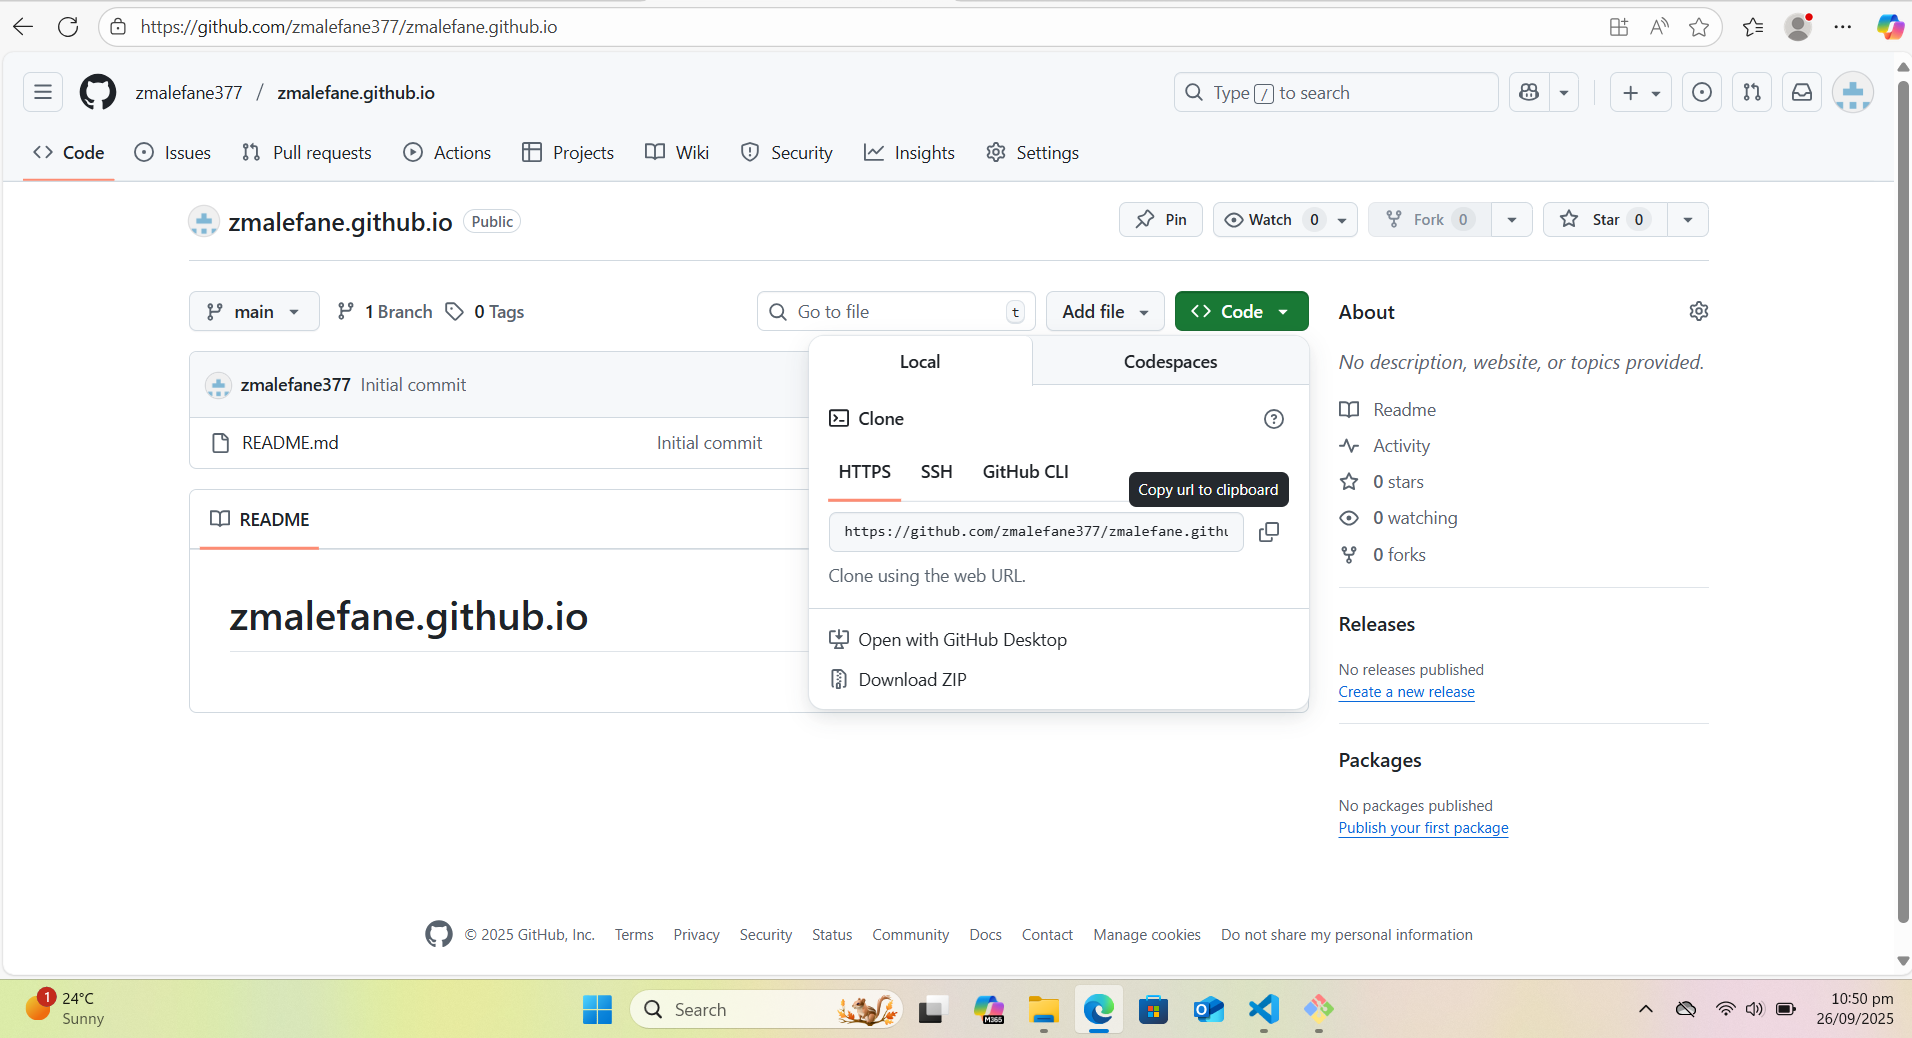 https://github.com/zmalefane377/zmalefane.github.io
zmalefane377 / zmalefane.github.io
Type / to search
Code Issues Pull requests Actions Projects Wiki Security Insights Settings
zmalefane.github.io Public
Pin Watch 0 Fork 0 Star 0
main 1 Branch 0 Tags Go to file t Add file Code
Local Codespaces
zmalefane377 Initial commit
README.md Initial commit
README
zmalefane.github.io
Clone
HTTPS SSH GitHub CLI
Copy url to clipboard
https://github.com/zmalefane377/zmalefane.githu
Clone using the web URL.
Open with GitHub Desktop
Download ZIP
About
No description, website, or topics provided.
Readme
Activity
0 stars
0 watching
0 forks
Releases
No releases published
Create a new release
Packages
No packages published
Publish your first package
© 2025 GitHub, Inc. Terms Privacy Security Status Community Docs Contact Manage cookies Do not share my personal information
1
24°C
Sunny
Search
M365
10:50 pm
26/09/2025